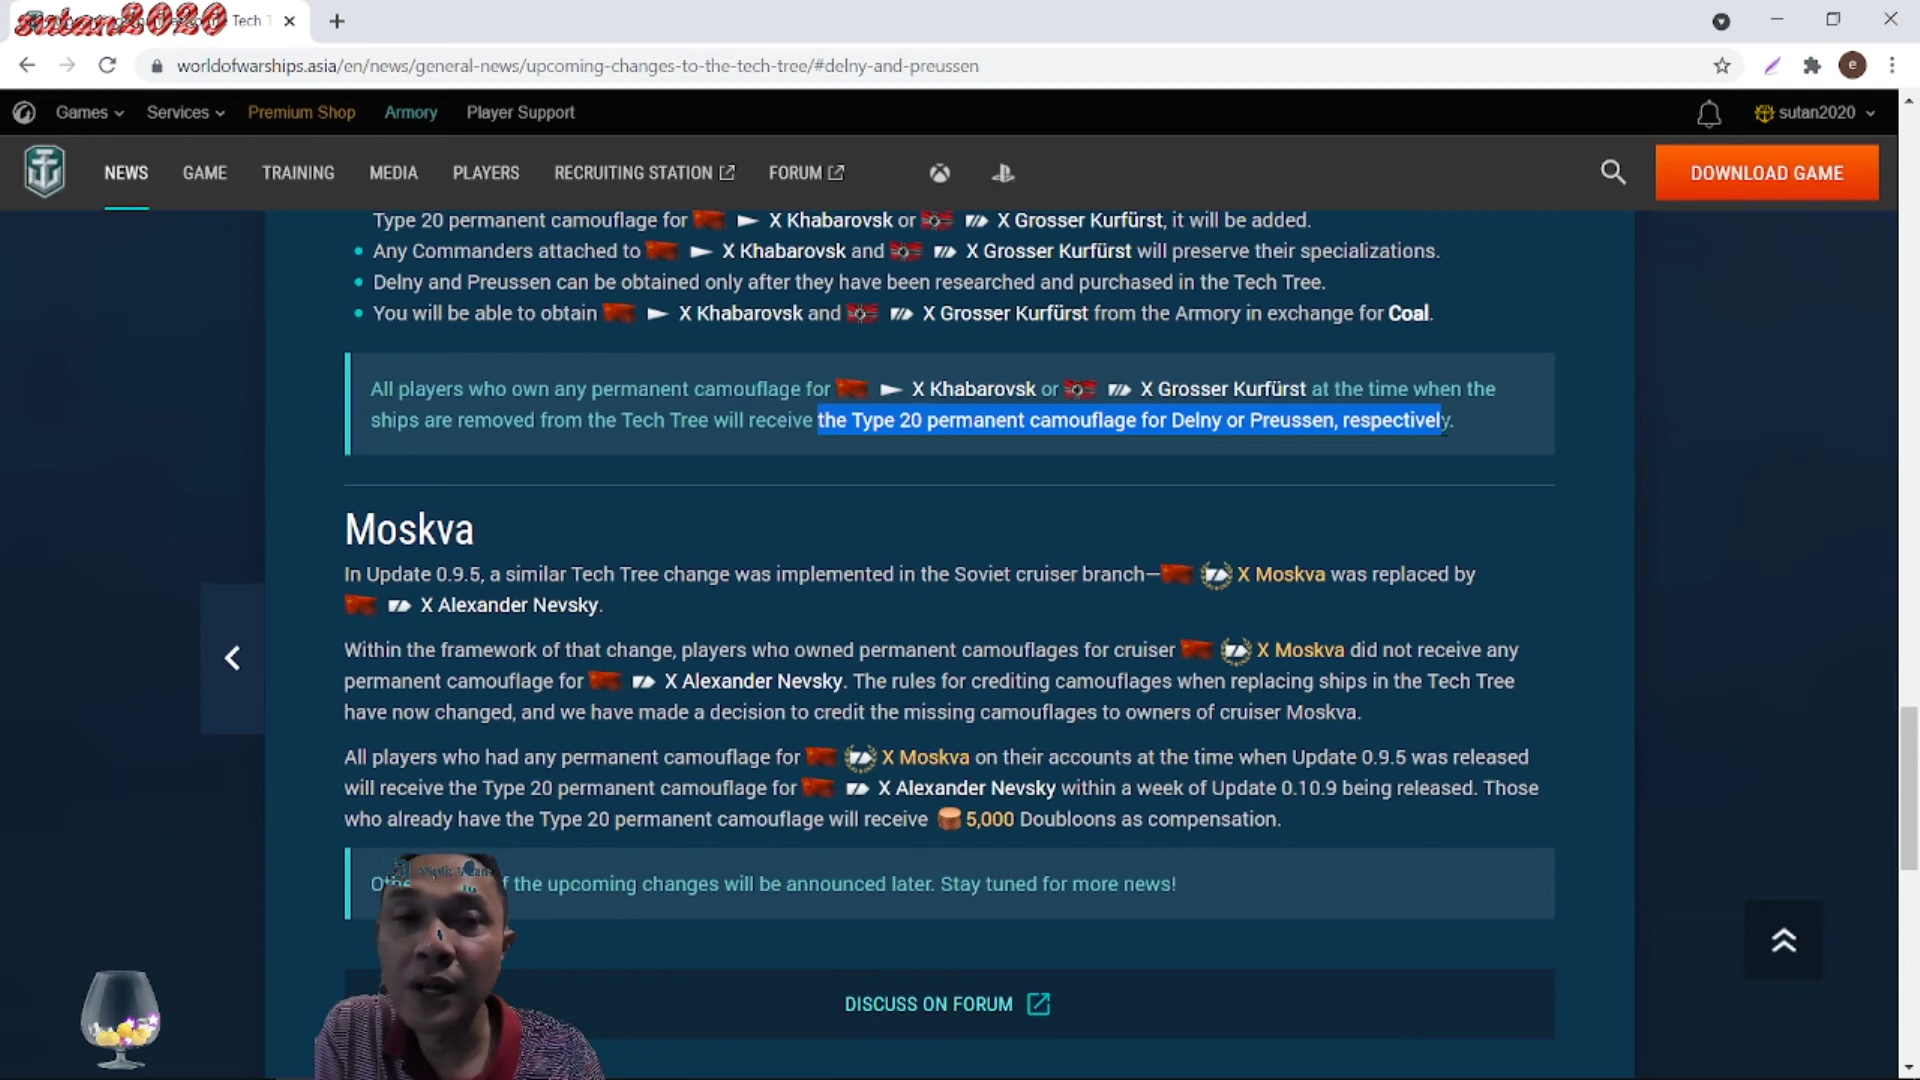 sutan2020
Tech T
worldofwarships.asia/en/news/general-news/upcoming-changes-to-the-tech-tree/#delny-and-preussen
e
Games Services Premium Shop Armory Player Support sutan2020
NEWS GAME TRAINING MEDIA PLAYERS RECRUITING STATION FORUM DOWNLOAD GAME
Type 20 permanent camouflage for X Khabarovsk or X Grosser Kurfürst, it will be added.
Any Commanders attached to X Khabarovsk and X Grosser Kurfürst will preserve their specializations.
Delny and Preussen can be obtained only after they have been researched and purchased in the Tech Tree.
You will be able to obtain X Khabarovsk and X Grosser Kurfürst from the Armory in exchange for Coal.
All players who own any permanent camouflage for X Khabarovsk or X Grosser Kurfürst at the time when the
ships are removed from the Tech Tree will receive the Type 20 permanent camouflage for Delny or Preussen, respectively.
Moskva
In Update 0.9.5, a similar Tech Tree change was implemented in the Soviet cruiser branch—X Moskva was replaced by
X Alexander Nevsky.
Within the framework of that change, players who owned permanent camouflages for cruiser X Moskva did not receive any
permanent camouflage for X Alexander Nevsky. The rules for crediting camouflages when replacing ships in the Tech Tree
have now changed, and we have made a decision to credit the missing camouflages to owners of cruiser Moskva.
All players who had any permanent camouflage for X Moskva on their accounts at the time when Update 0.9.5 was released
will receive the Type 20 permanent camouflage for X Alexander Nevsky within a week of Update 0.10.9 being released. Those
who already have the Type 20 permanent camouflage will receive 5,000 Doubloons as compensation.
the upcoming changes will be announced later. Stay tuned for more news!
DISCUSS ON FORUM